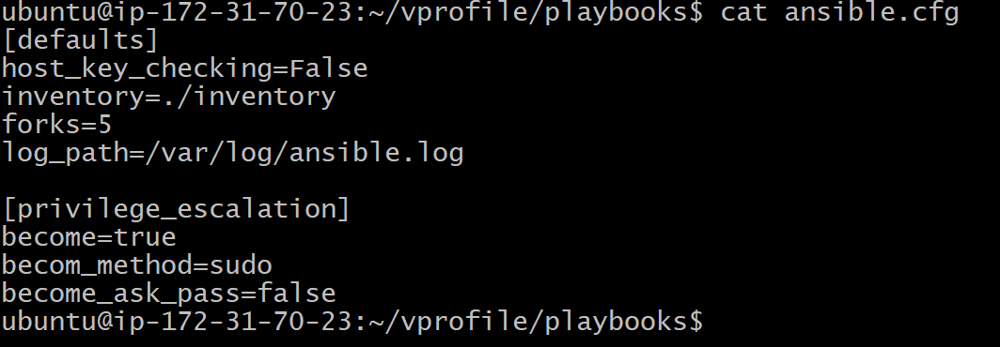 ubuntu@ip-172-31-70-23:~/vprofile/playbooks$ cat ansible.cfg
[defaults]
host_key_checking=False
inventory=./inventory
forks=5
log_path=/var/log/ansible.log
[privilege_escalation]
become=true
becom_method=sudo
become_ask_pass=false
ubuntu@ip-172-31-70-23:~/vprofile/playbooks$